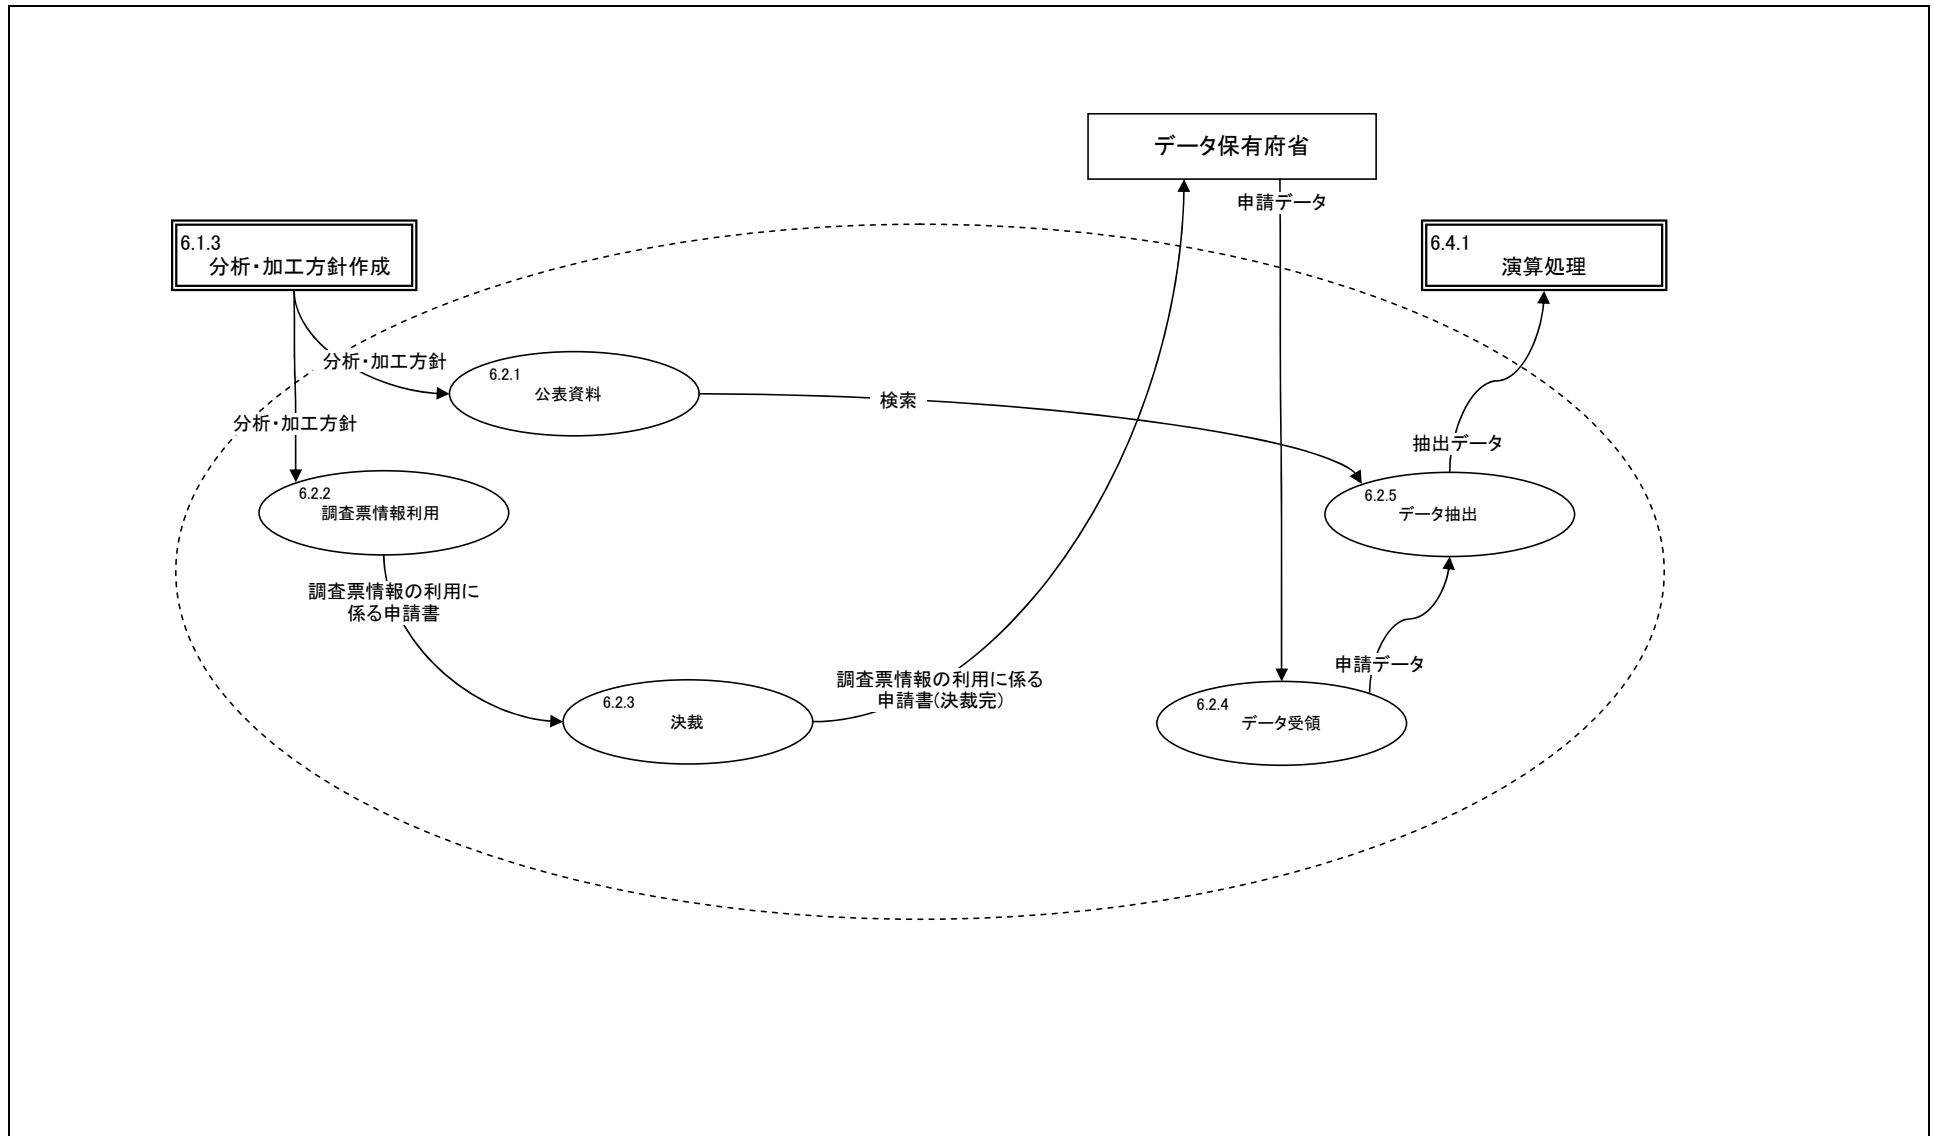 データ保有府省
申請データ
6.1.3
分析・加工方針作成
6.4.1
演算処理
分析・加工方針
6.2.1
公表資料
検索
分析・加工方針
抽出データ
6.2.2
調査票情報利用
6.2.5
データ抽出
調査票情報の利用に
係る申請書
申請データ
調査票情報の利用に係る
申請書(決裁完)
6.2.3
決裁
6.2.4
データ受領